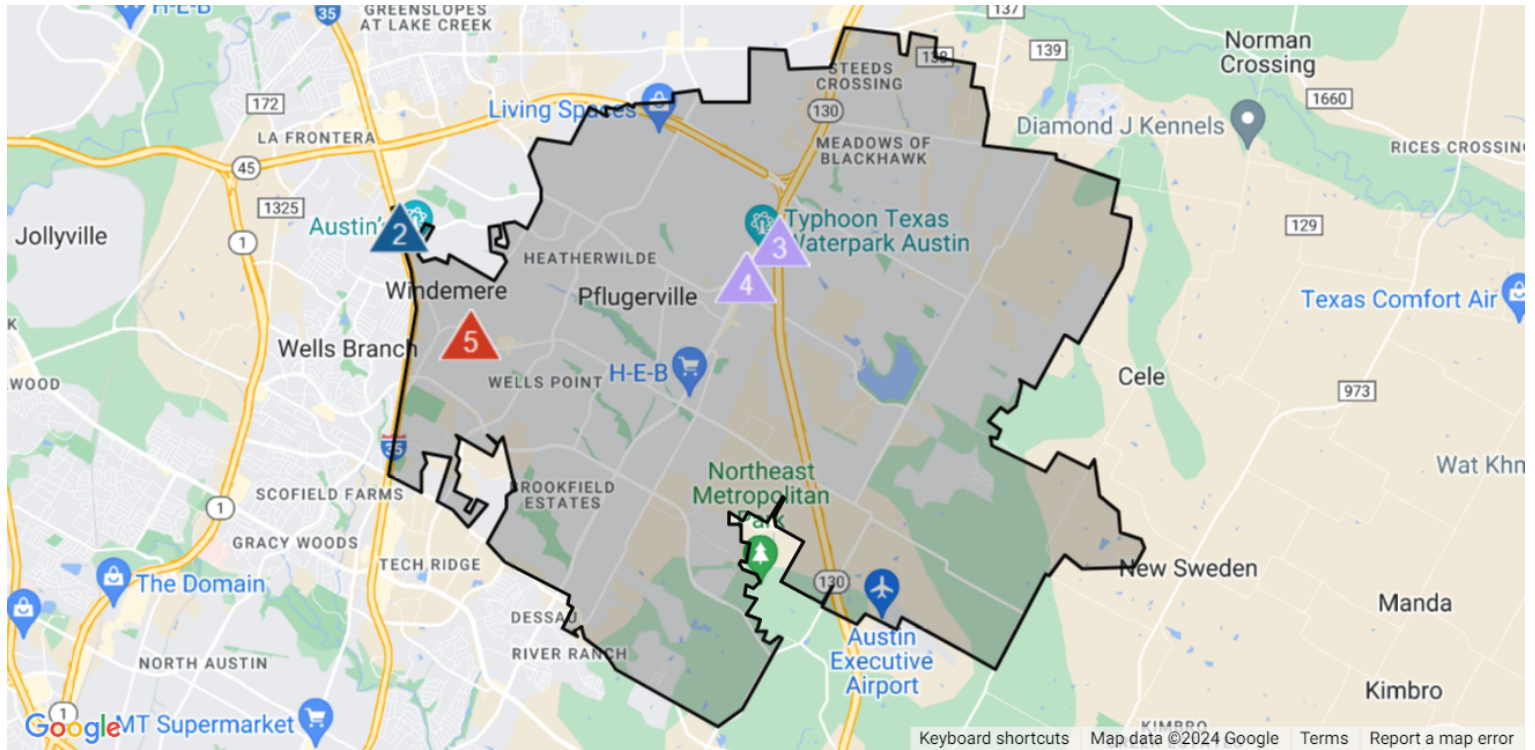 H-E-B
GREENSLOPES
AT LAKE CREEK
35
137
139
138
Norman
Crossing
STEEDS
CROSSING
172
Living Spaces
130
1660
Diamond J Kennels
LA FRONTERA
MEADOWS OF
BLACKHAWK
RICES CROSSING
45
1325
Austin's
2
Typhoon Texas
Waterpark Austin
129
Jollyville
1
3
HEATHERWILDE
4
Windemere
Pflugerville
Texas Comfort Air
K
5
Wells Branch
H-E-B
Cele
LWOOD
WELLS POINT
973
35
Northeast
Metropolitan
Park
Wat Khm
SCOFIELD FARMS
BROOKFIELD
ESTATES
1
GRACY WOODS
TECH RIDGE
New Sweden
The Domain
130
Manda
DESSAU
Austin
Executive
Airport
RIVER RANCH
NORTH AUSTIN
Kimbro
1
Google
MT Supermarket
KIMBRO
GREEN ESTATES
Keyboard shortcuts
Map data ©2024 Google
Terms
Report a map error